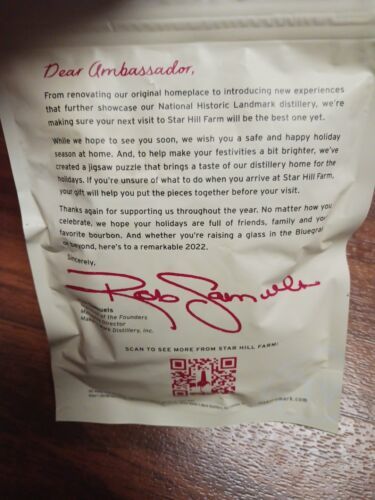 Dear Ambassador,
From renovating our original homeplace to introducing new experiences
that further showcase our National Historic Landmark distillery, we're
making sure your next visit to Star Hill Farm will be the best one yet.
While we hope to see you soon, we wish you a safe and happy holiday
season at home. And, to help make your festivities a bit brighter, we've
created a jigsaw puzzle that brings a taste of our distillery home for the
holidays. If you're unsure of what to do when you arrive at Star Hill Farm,
your gift will help you put the pieces together before your visit.
Thanks again for supporting us throughout the year. No matter how you
celebrate, we hope your holidays are full of friends, family and your
favorite bourbon. And whether you're raising a glass in the Bluegra
or beyond, here's to a remarkable 2022.
Sincerely,
Rob Samuels
muels
of the Founders
Director
Distillery, Inc.
SCAN TO SEE MORE FROM STAR HILL FARM!